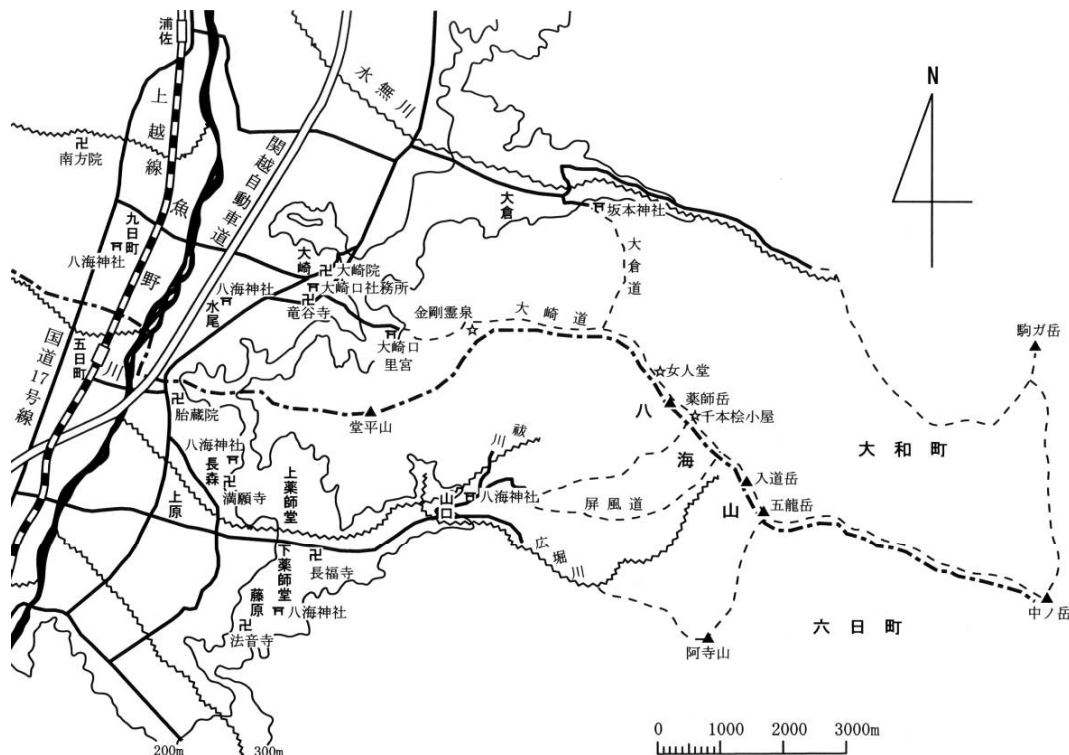 浦佐
上越線
水無川
N
卍
南方院
関越自動車道
魚野川
九日町
八海神社
大倉
坂本神社
大倉道
大崎
卍 大崎院
大崎口社務所
八海神社
水尾
卍
竜谷寺
金剛霊泉
大崎道
大崎口
里宮
駒ガ岳
国道17号線
五日町
女人堂
薬師岳
千本桧小屋
八海山
卍
胎蔵院
堂平山
大和町
八海神社
長森
卍
満願寺
上薬師堂
祓川
山口
八海神社
屏風道
入道岳
五龍岳
上原
下薬師堂
卍
長福寺
広堀川
藤原
八海神社
卍
法音寺
阿寺山
六日町
中ノ岳
200m
300m
0 1000 2000 3000m